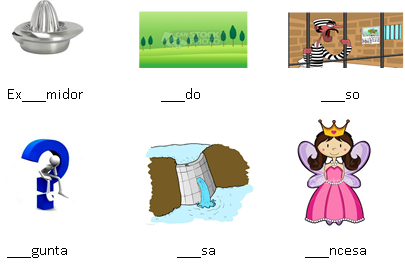 Ex___midor ___do ___so
___gunta ___sa ___ncesa